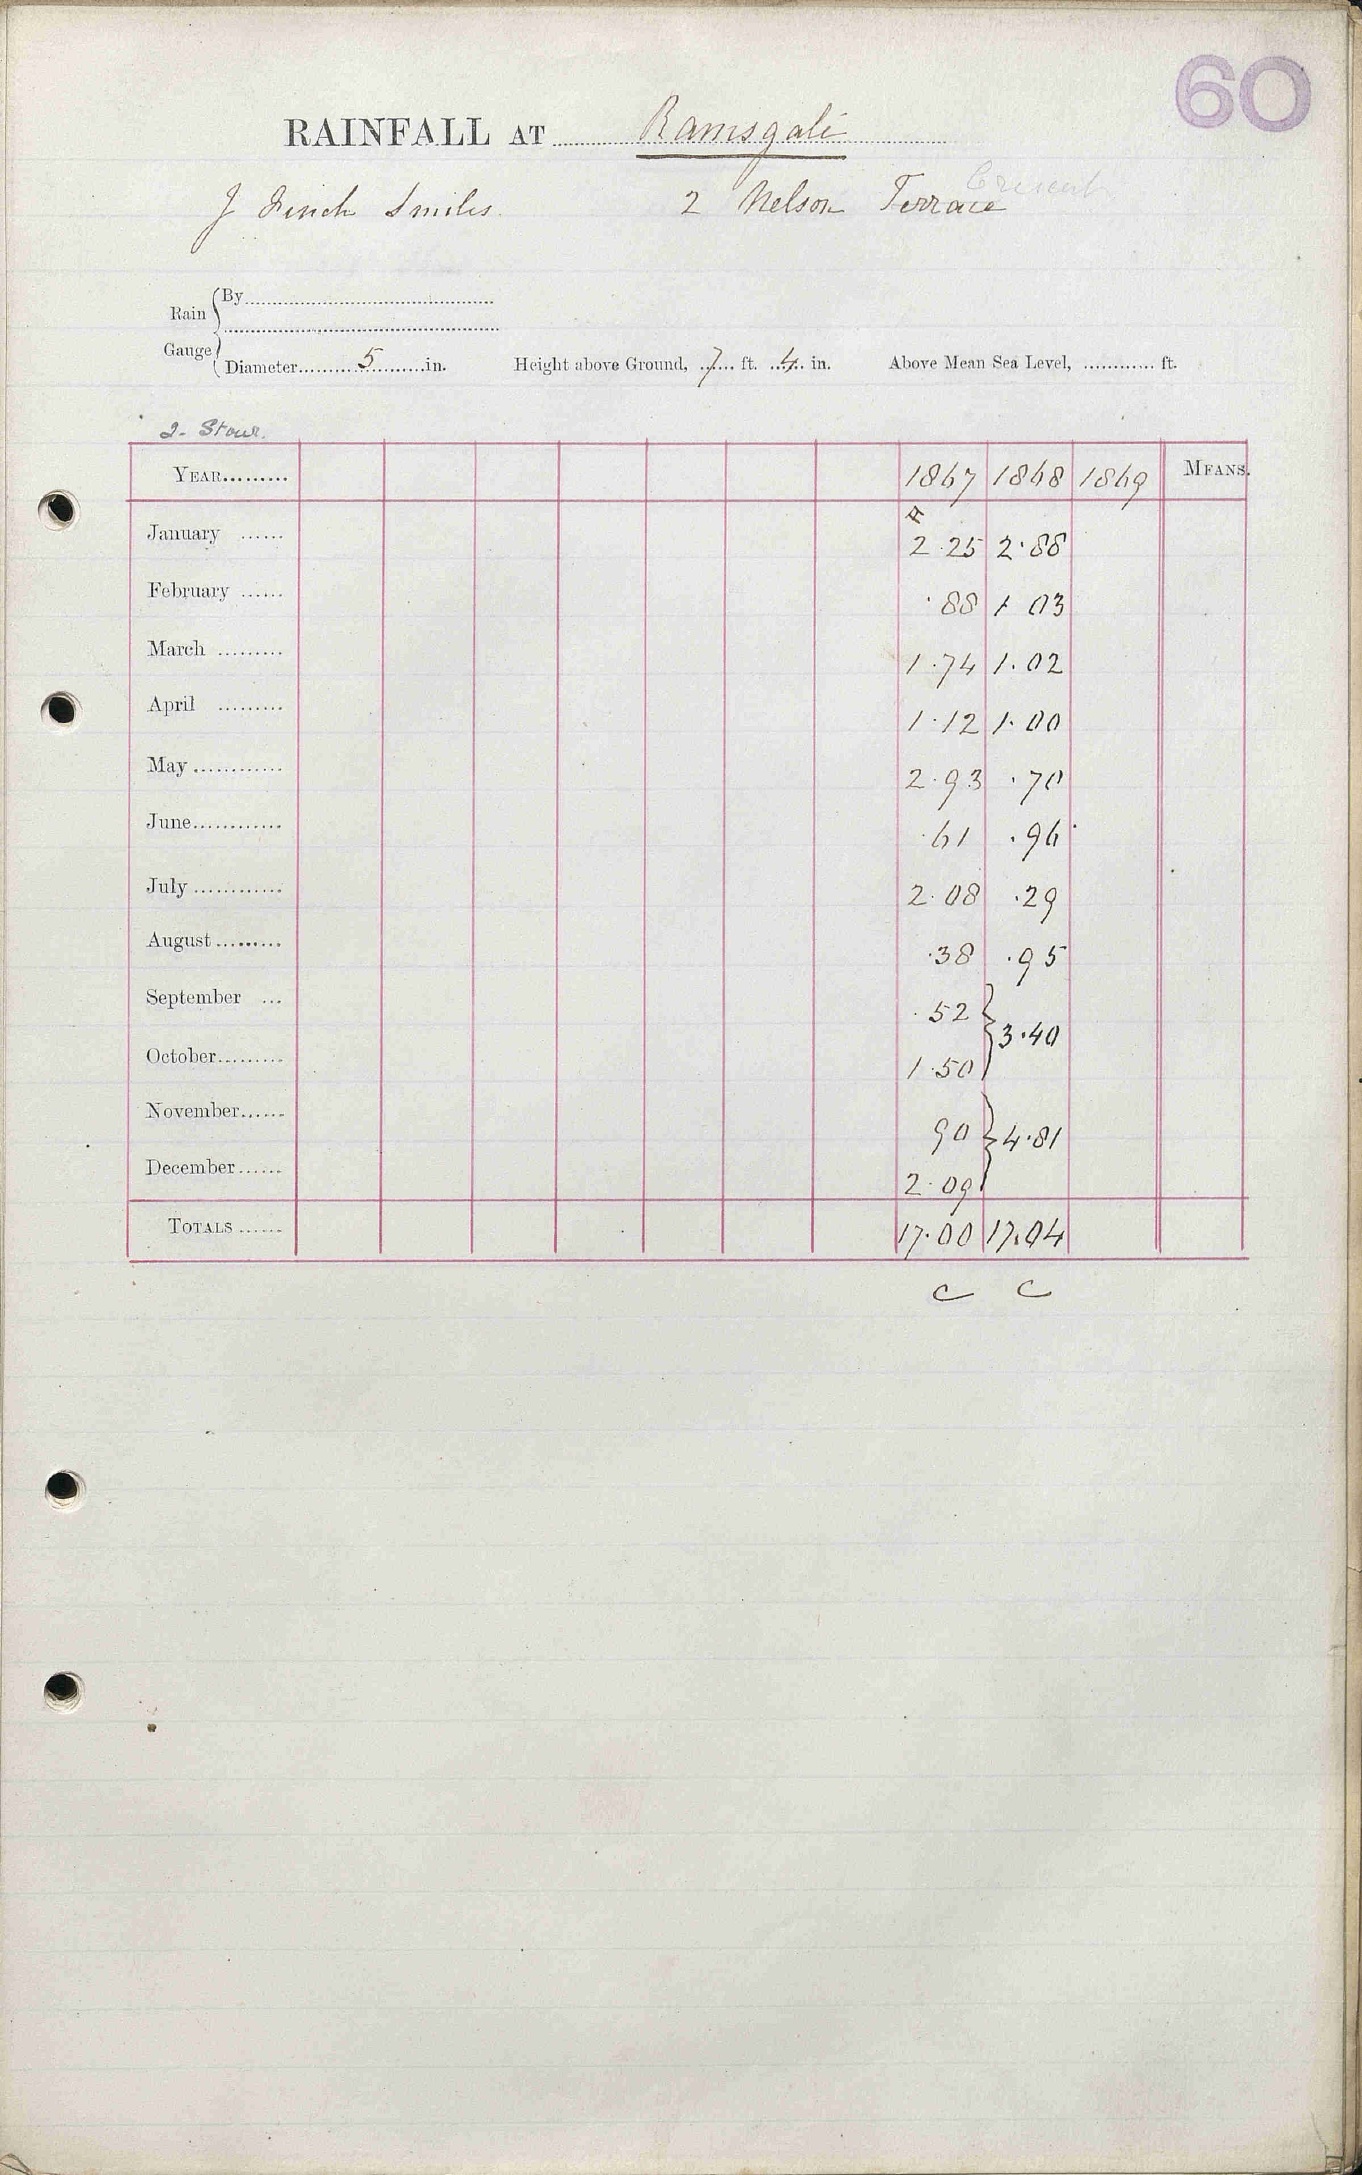 60
RAINFALL AT Ramsgate
Crescent
J Finch Smiles. 2 Nelson Terrace
Rain Gauge { By
Diameter 5 in. Height above Ground, 7 ft. 4 in. Above Mean Sea Level, ft.
2. Stour.
YEAR 1867 1868 1869 MEANS.
January 2.25 2.88
February .88 1 03
March 1.74 1.02
April 1.12 1.00
May 2.93 .70
June .61 .96
July 2.08 .29
August .38 .95
September .52 } 3.40
October 1.50
November 90 } 4.81
December 2.09
TOTALS 17.00 17.04
C C